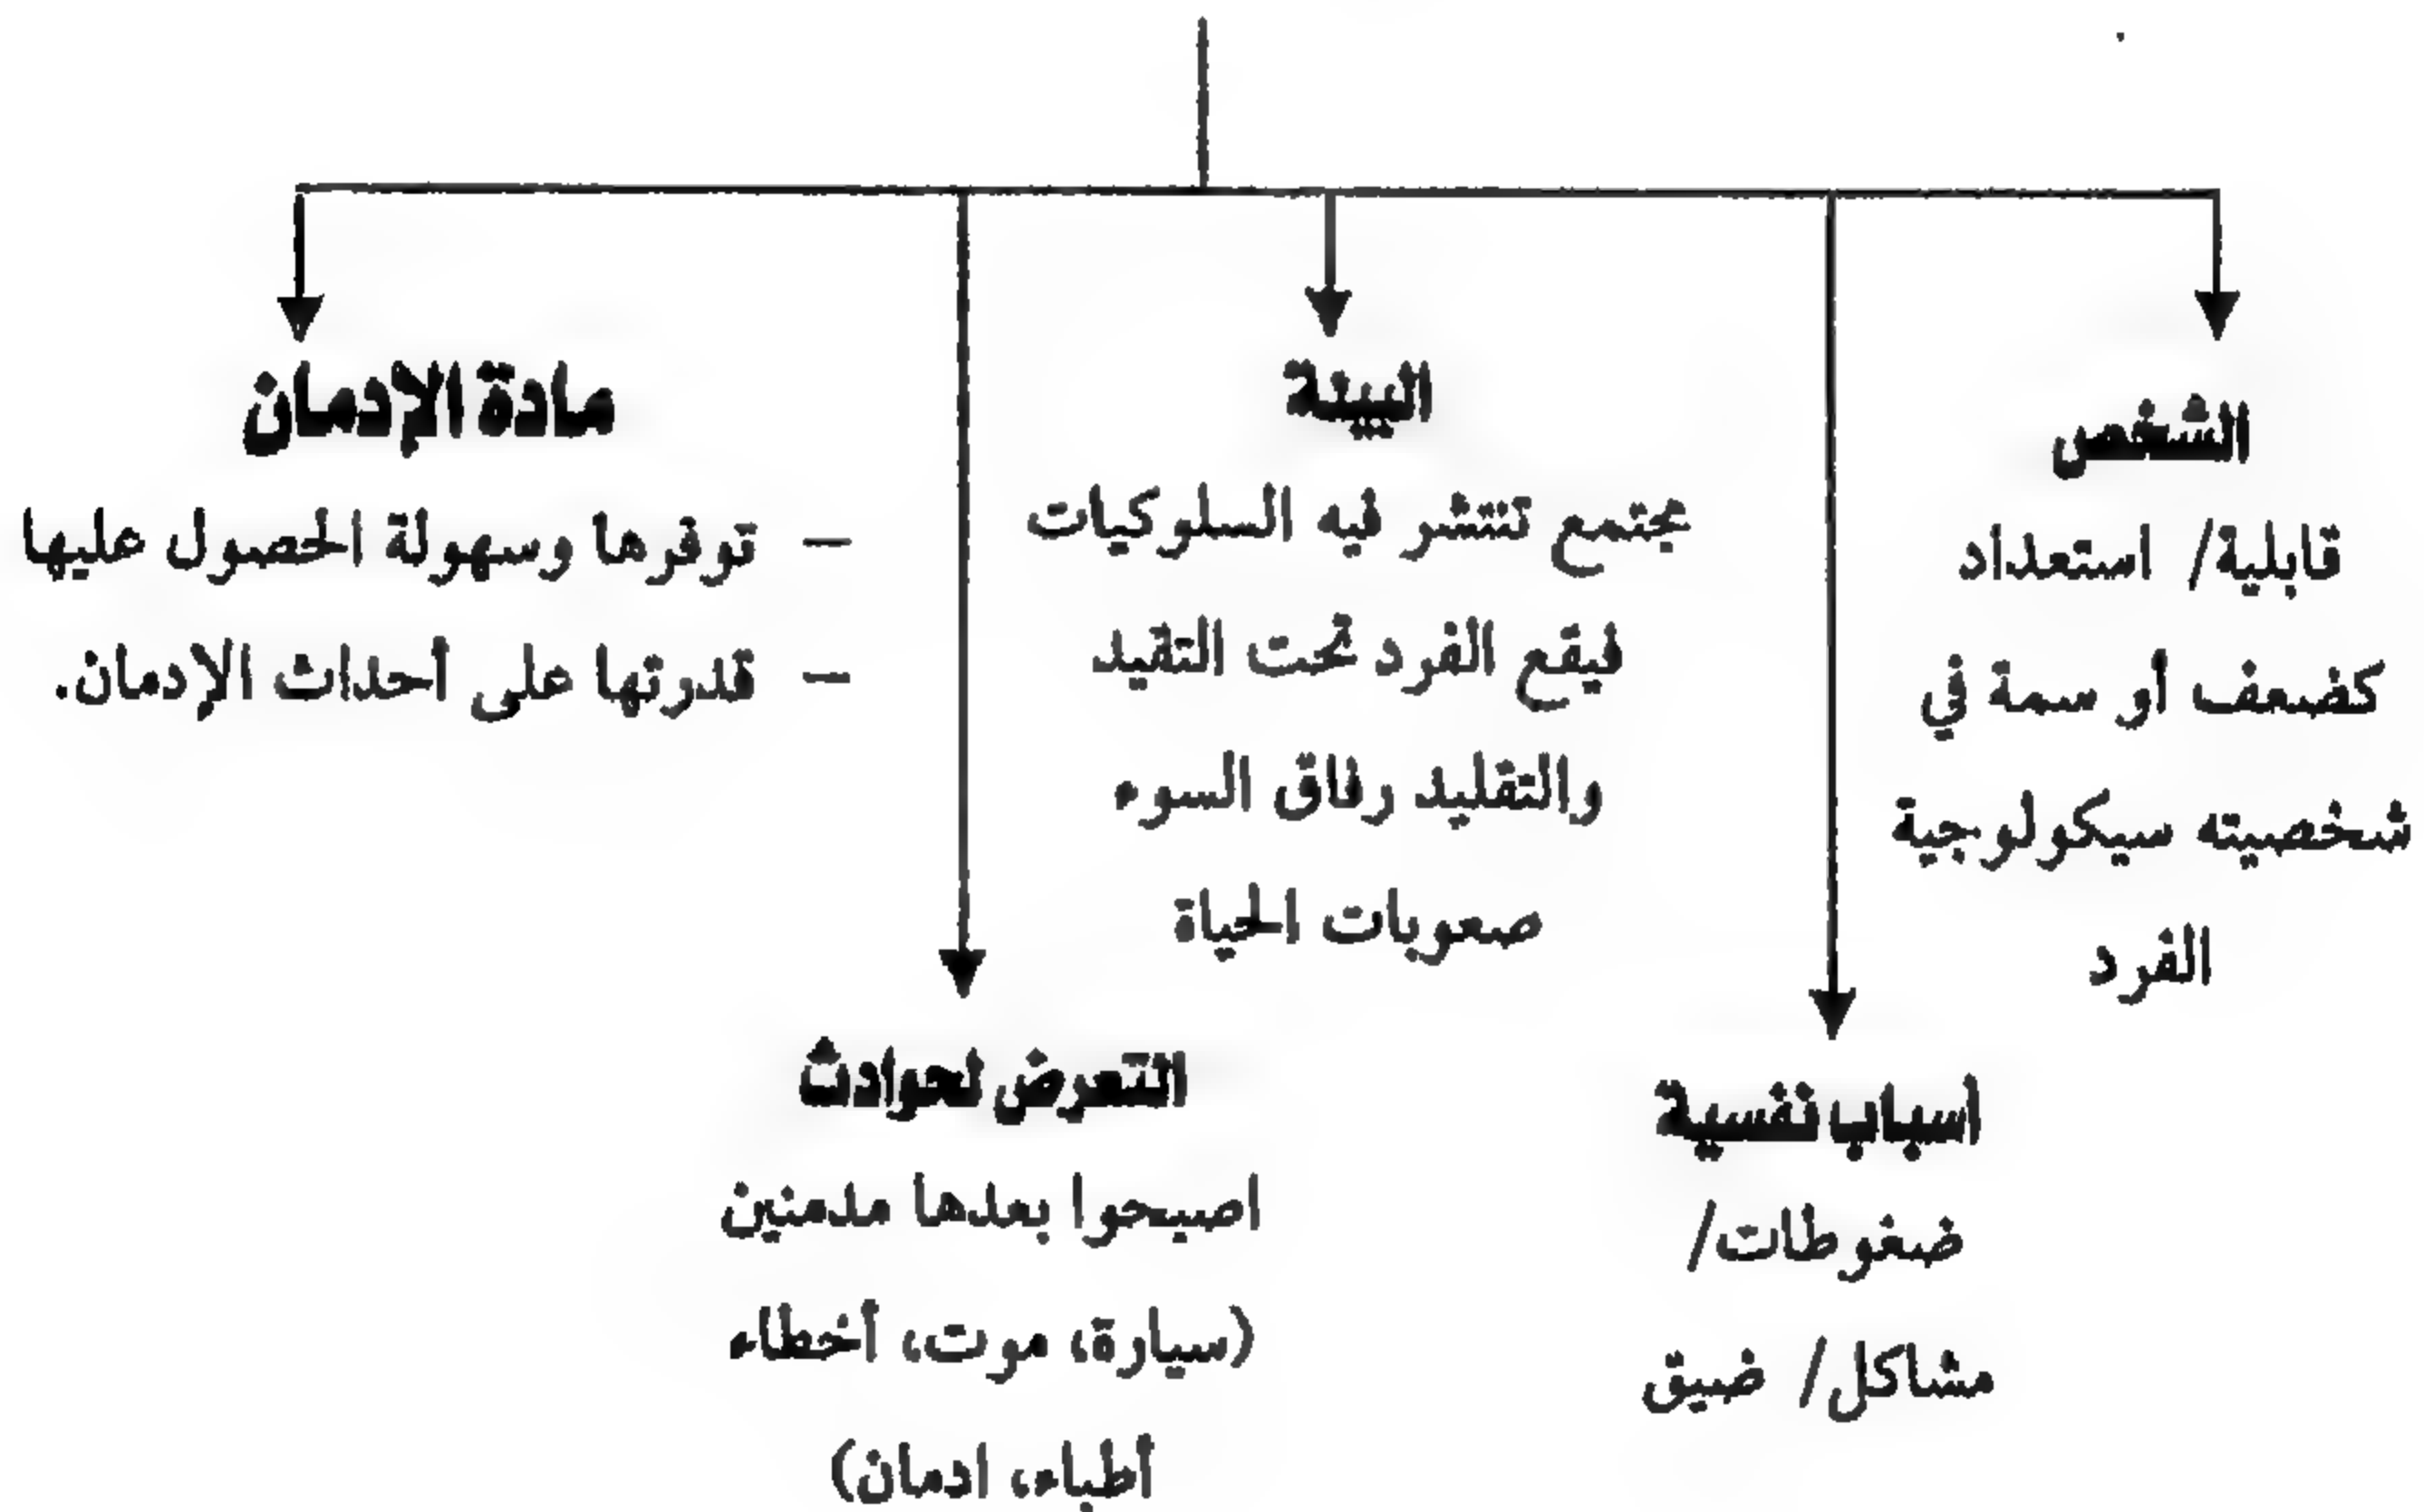 الشخص
قابلية/ استعداد
كضعف أو سمة في
شخصيته سيكولوجية
الفرد
أسباب نفسية
ضغوطات/
مشاكل/ ضيق
البيئة
مجتمع تنتشر فيه السلوكيات
فيقع الفرد تحت التقيد
والتقليد رفاق السوء
صعوبات الحياة
التعرض لحوادث
اصبحوا بعدها مدمنين
(سيارة، موت، أخطاء
أطباء، ادمان)
مادة الإدمان
– توفرها وسهولة الحصول عليها
– قدرتها على أحداث الإدمان.